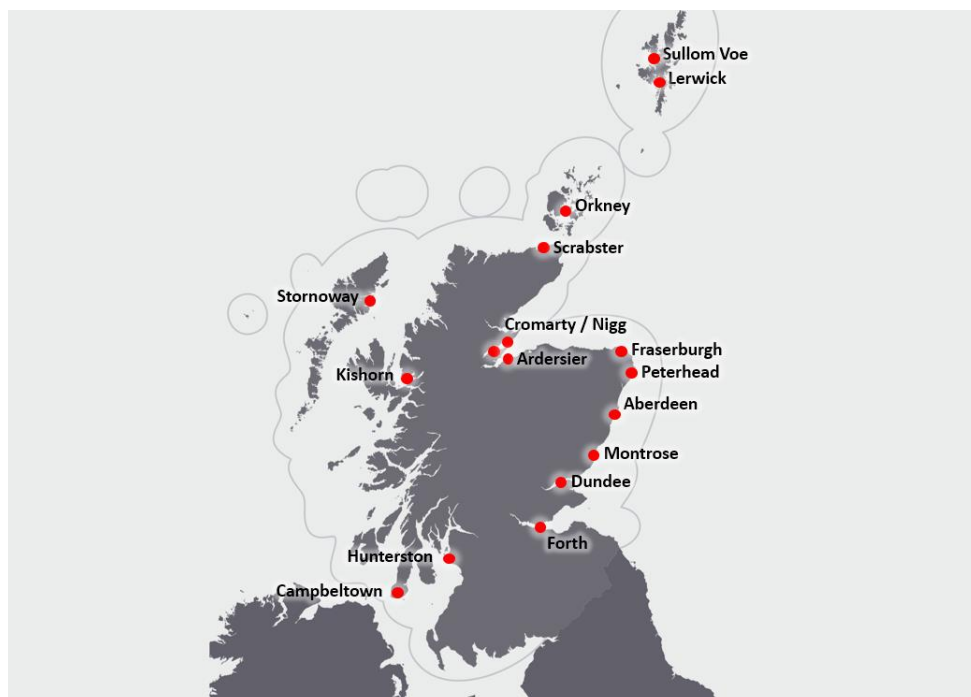 Sullom Voe
Lerwick
Orkney
Scrabster
Stornoway
Cromarty / Nigg
Fraserburgh
Ardersier
Peterhead
Kishorn
Aberdeen
Montrose
Dundee
Forth
Hunterston
Campbeltown